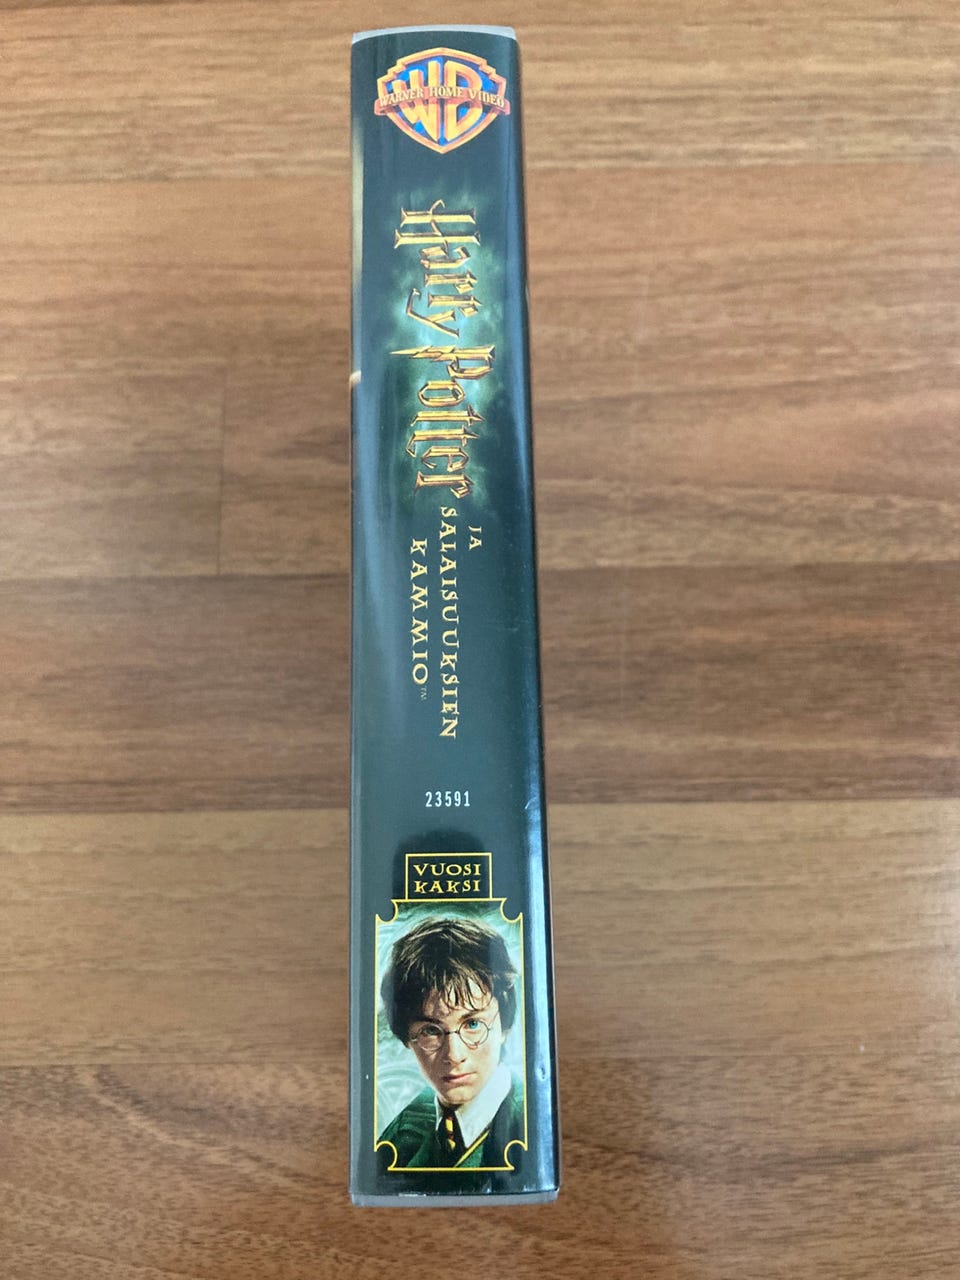 WARNER HOME VIDEO
WB
Harry Potter
JA
SALAISUUKSIEN
KAMMIO™
23591
VUOSI
KAKSI